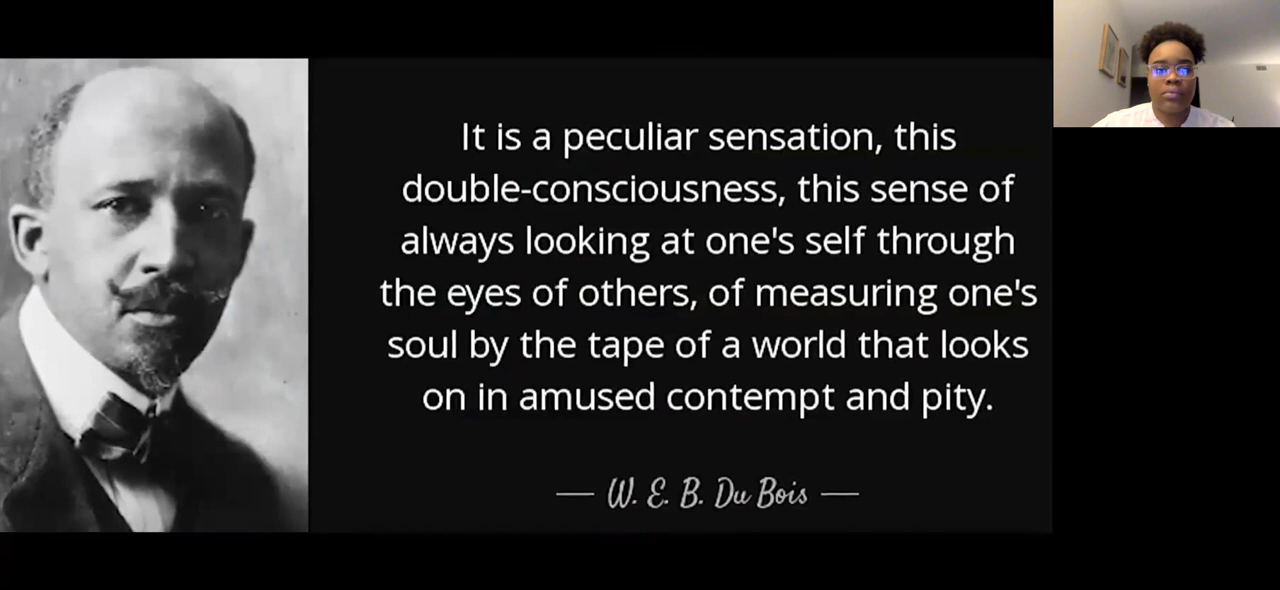 It is a peculiar sensation, this
double-consciousness, this sense of
always looking at one's self through
the eyes of others, of measuring one's
soul by the tape of a world that looks
on in amused contempt and pity.
— W. E. B. Du Bois —